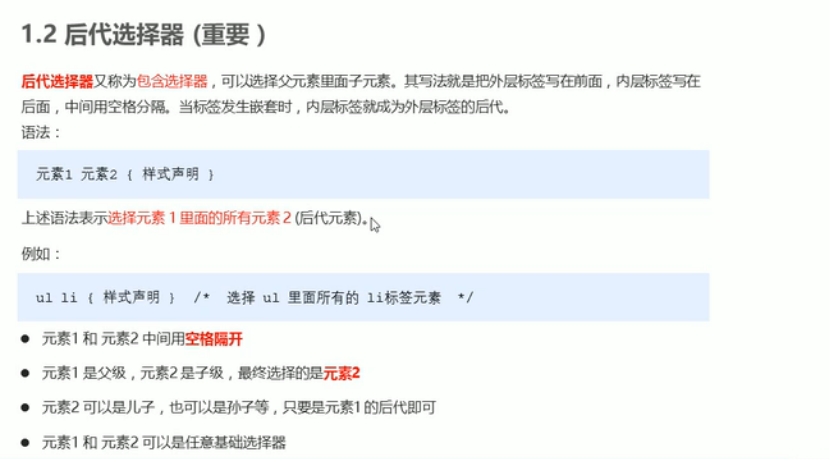 1.2 后代选择器 (重要)
后代选择器又称为包含选择器，可以选择父元素里面子元素。其写法就是把外层标签写在前面，内层标签写在
后面，中间用空格分隔。当标签发生嵌套时，内层标签就成为外层标签的后代。
语法：
元素1 元素2 { 样式声明 }
上述语法表示选择元素 1 里面的所有元素 2 (后代元素)。
例如：
ul li { 样式声明 }  /*  选择 ul 里面所有的 li标签元素  */
● 元素1 和 元素2 中间用空格隔开
● 元素1 是父级，元素2 是子级，最终选择的是元素2
● 元素2 可以是儿子，也可以是孙子等，只要是元素1 的后代即可
● 元素1 和 元素2 可以是任意基础选择器